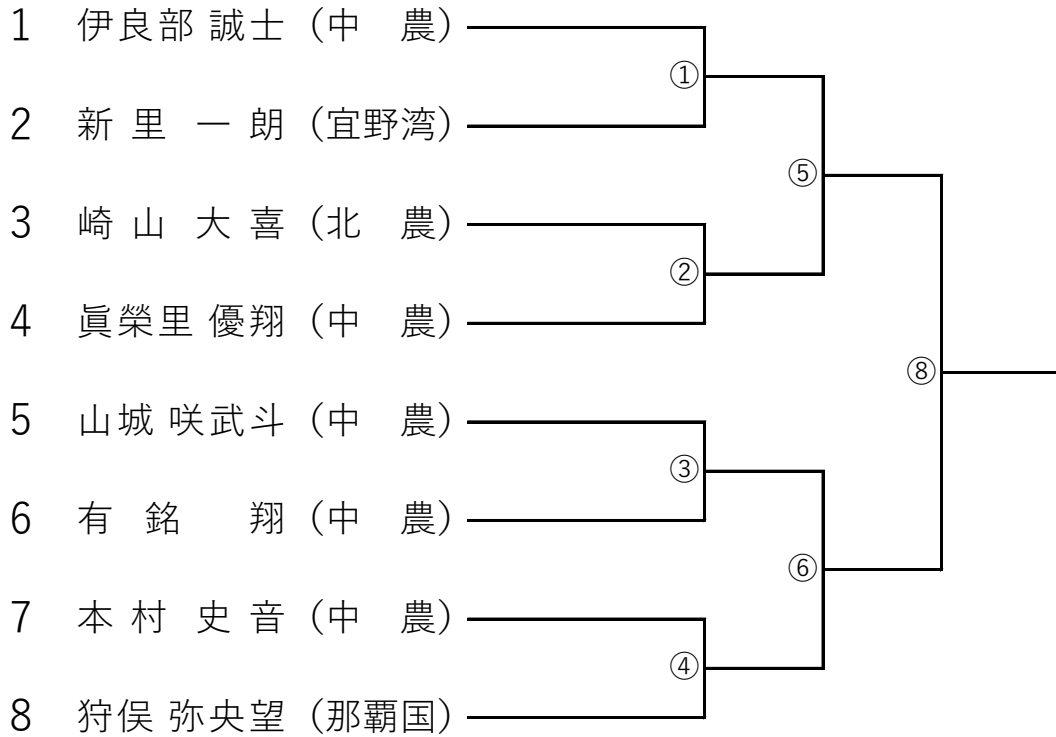 1 伊良部 誠士 (中 農)
①
2 新里 一朗 (宜野湾)
⑤
3 崎山 大喜 (北 農)
②
4 眞榮里 優翔 (中 農)
⑧
5 山城 咲武斗 (中 農)
③
6 有銘 翔 (中 農)
⑥
7 本村 史音 (中 農)
④
8 狩俣 弥央望 (那覇国)